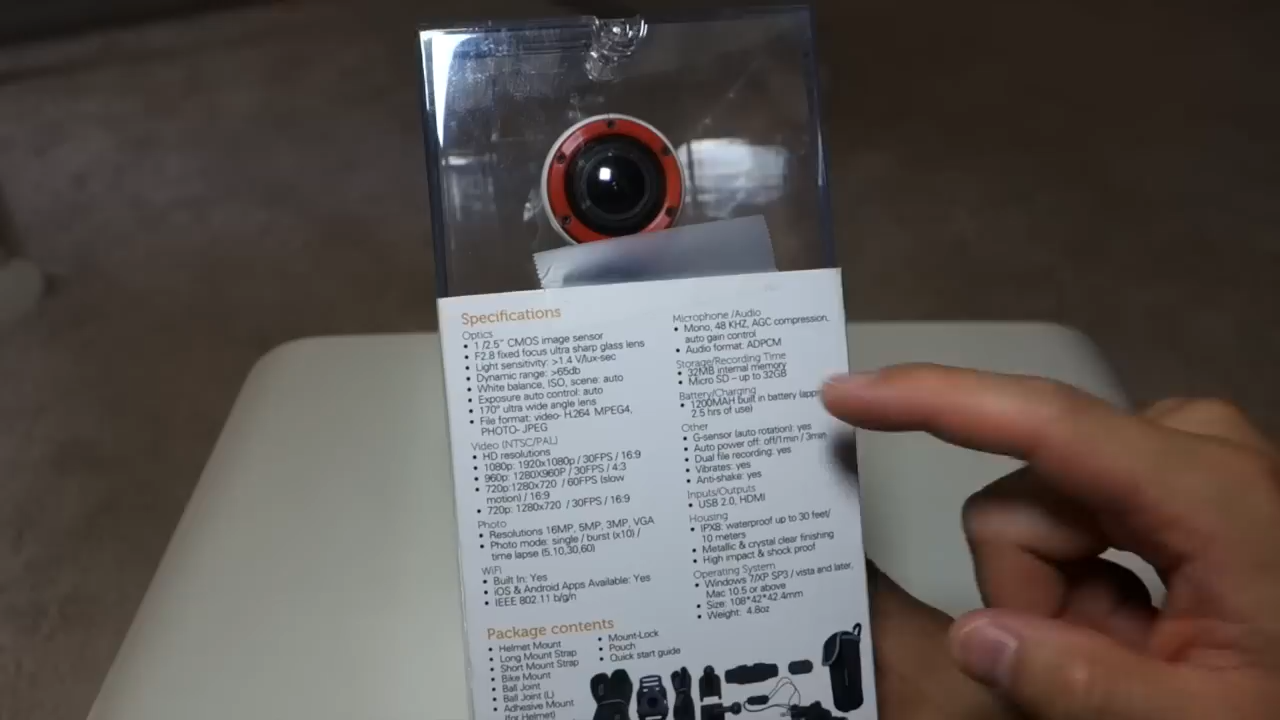 Specifications
Optics
• 1 /2.5" CMOS image sensor
• F2.8 fixed focus ultra sharp glass lens
• Light sensitivity: >1.4 V/lux-sec
• Dynamic range: >65db
• White balance, ISO, scene: auto
• Exposure auto control: auto
• 170° ultra wide angle lens
• File format: video- H.264 MPEG4,
PHOTO- JPEG
Video (NTSC/PAL)
• HD resolutions
• 1080p: 1920x1080p / 30FPS / 16:9
• 960p: 1280X960P / 30FPS / 4:3
• 720p:1280x720 / 60FPS (slow
motion) / 16:9
• 720p: 1280x720 / 30FPS / 16:9
Photo
• Resolutions 16MP, 5MP, 3MP, VGA
• Photo mode: single / burst (x10) /
time lapse (5,10,30,60)
WiFi
• Built In: Yes
• iOS & Android Apps Available: Yes
• IEEE 802.11 b/g/n
Microphone /Audio
• Mono, 48 KHZ, AGC compression,
auto gain control
• Audio format: ADPCM
Storage/Recording Time
• 32MB internal memory
• Micro SD – up to 32GB
Battery/Charging
• 1200MAH built in battery
2.5 hrs of use)
Other
• G-sensor (auto rotation): yes
• Auto power off: off/1min / 3min
• Dual file recording: yes
• Vibrates: yes
• Anti-shake: yes
Inputs/Outputs
• USB 2.0, HDMI
Housing
• IPX8: waterproof up to 30 feet/
10 meters
• Metallic & crystal clear finishing
• High impact & shock proof
Operating System
• Windows 7/XP SP3 / vista and later,
Mac 10.5 or above
• Size: 108*42*42.4mm
• Weight: 4.8oz
Package contents
• Helmet Mount
• Long Mount Strap
• Short Mount Strap
• Bike Mount
• Ball Joint
• Ball Joint (L)
• Adhesive Mount
(for Helmet)
• Mount-Lock
• Pouch
• Quick start guide